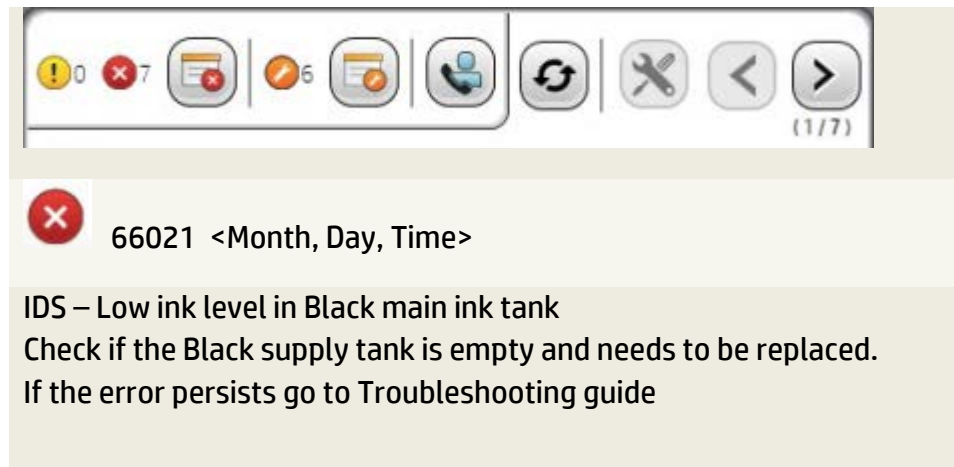 0 7 6
(1/7)
66021 <Month, Day, Time>
IDS – Low ink level in Black main ink tank
Check if the Black supply tank is empty and needs to be replaced.
If the error persists go to Troubleshooting guide